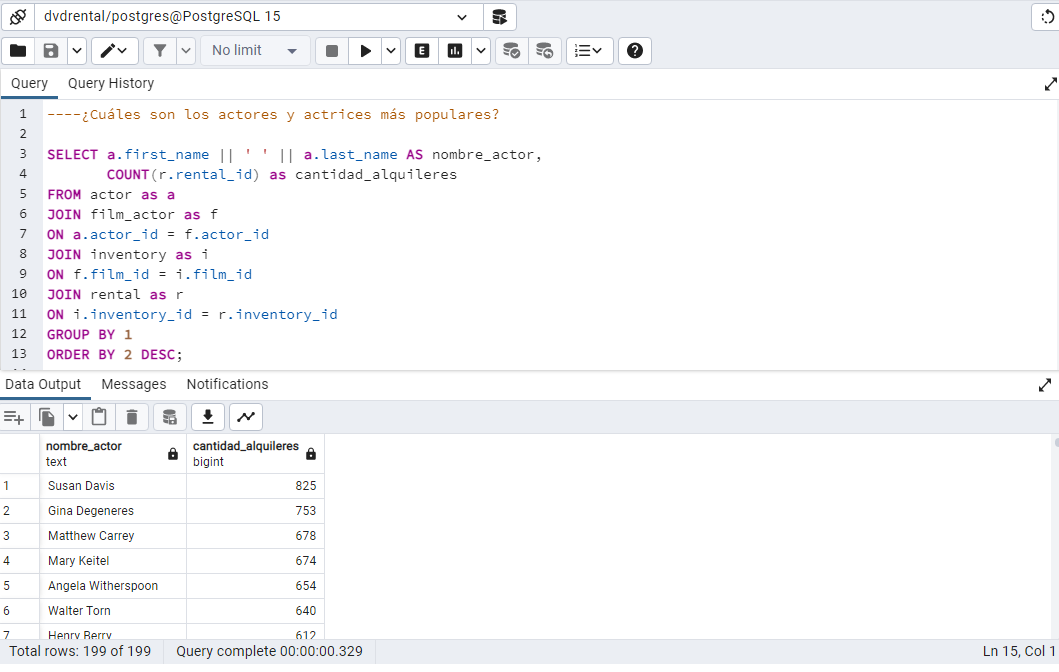 dvdrental/postgres@PostgreSQL 15
No limit
E
Query Query History
1 ----¿Cuáles son los actores y actrices más populares?
2
3 SELECT a.first_name || ' ' || a.last_name AS nombre_actor,
4 COUNT(r.rental_id) as cantidad_alquileres
5 FROM actor as a
6 JOIN film_actor as f
7 ON a.actor_id = f.actor_id
8 JOIN inventory as i
9 ON f.film_id = i.film_id
10 JOIN rental as r
11 ON i.inventory_id = r.inventory_id
12 GROUP BY 1
13 ORDER BY 2 DESC;
Data Output Messages Notifications
nombre_actor cantidad_alquileres
text bigint
1 Susan Davis 825
2 Gina Degeneres 753
3 Matthew Carrey 678
4 Mary Keitel 674
5 Angela Witherspoon 654
6 Walter Torn 640
7 Henry Berry 612
Total rows: 199 of 199 Query complete 00:00:00.329 Ln 15, Col 1